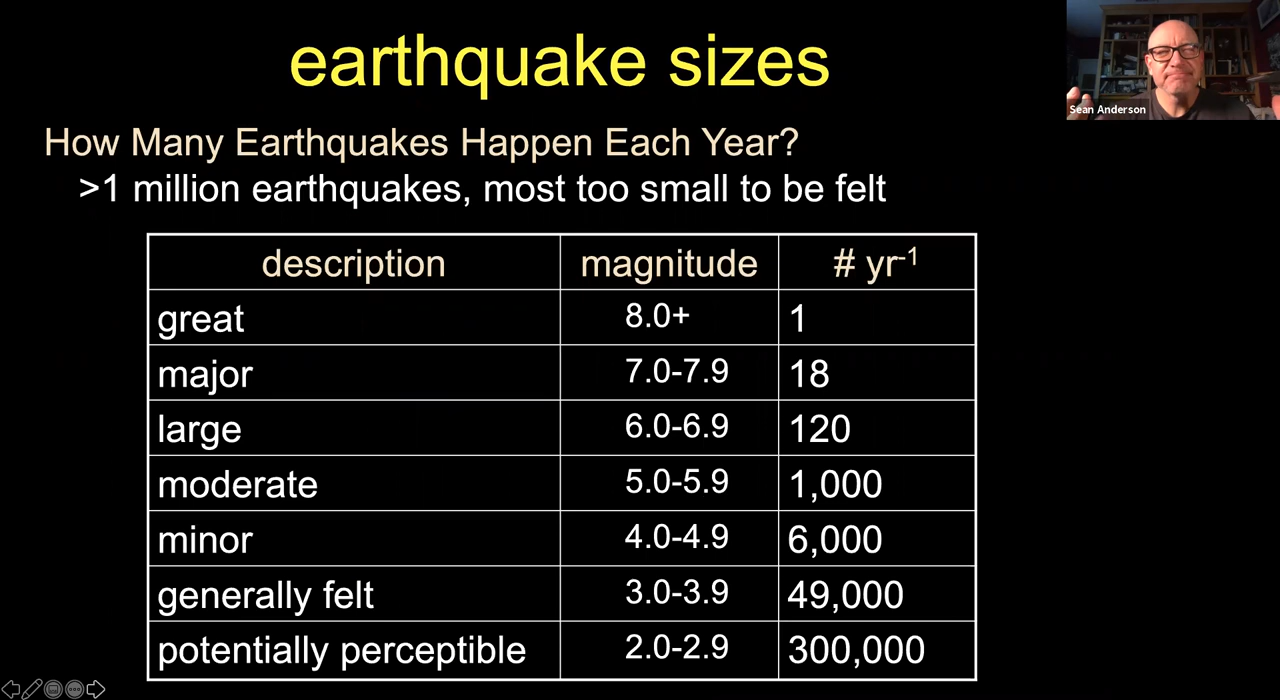 earthquake sizes
Sean Anderson
How Many Earthquakes Happen Each Year?
>1 million earthquakes, most too small to be felt
description magnitude # yr-1
great 8.0+ 1
major 7.0-7.9 18
large 6.0-6.9 120
moderate 5.0-5.9 1,000
minor 4.0-4.9 6,000
generally felt 3.0-3.9 49,000
potentially perceptible 2.0-2.9 300,000